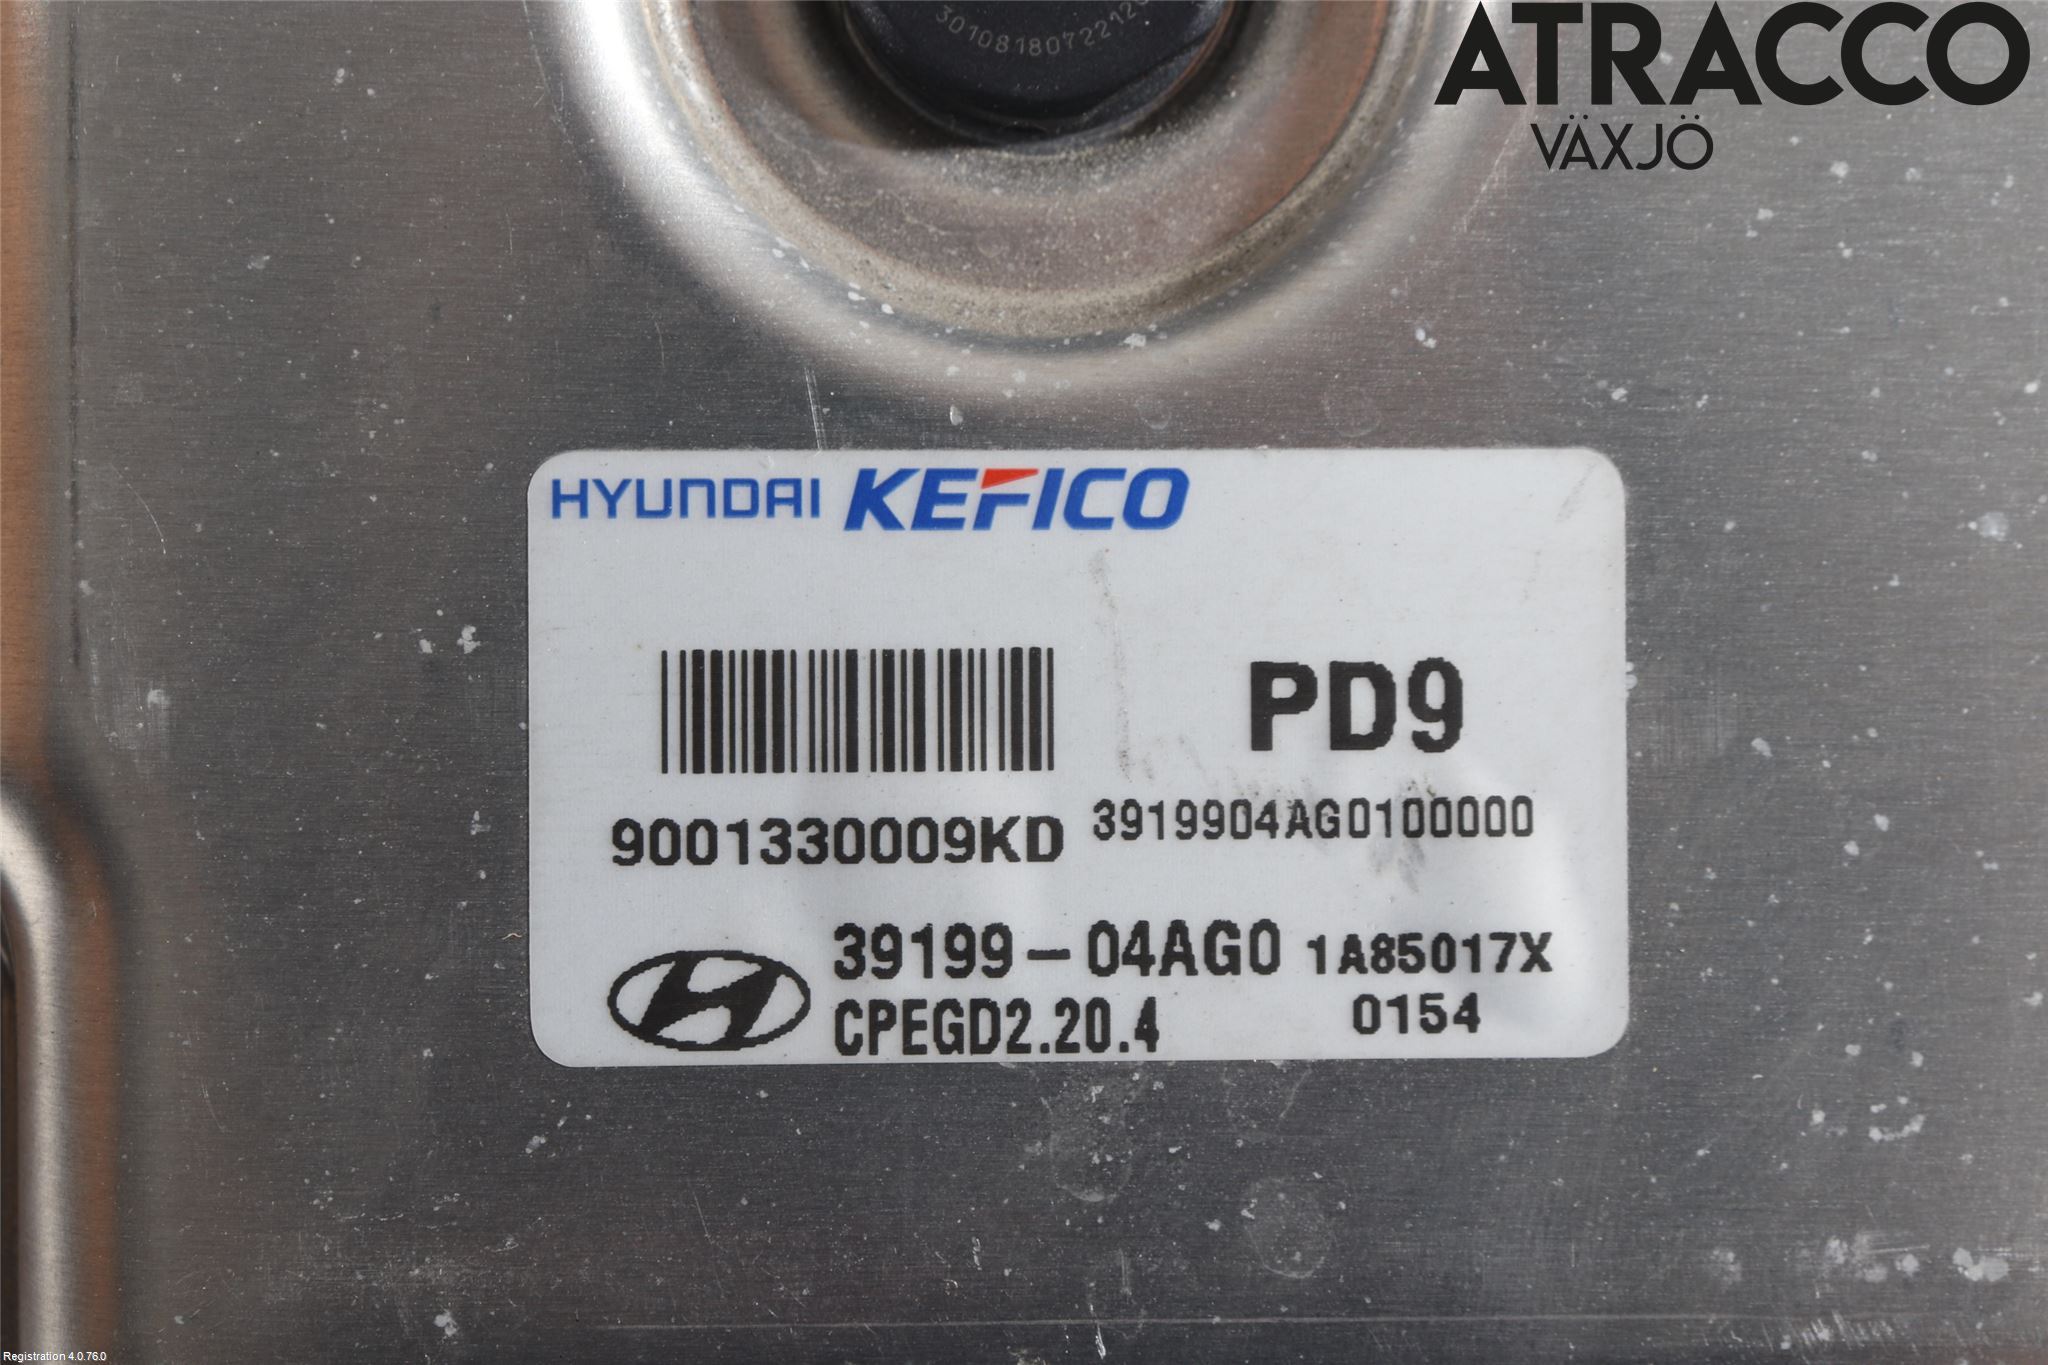 ATRACCO
VÄXJÖ
HYUNDAI KEFICO
PD9
9001330009KD 3919904AG0100000
39199-04AG0 1A85017X
CPEGD2.20.4 0154
Registration 4.0.76.0